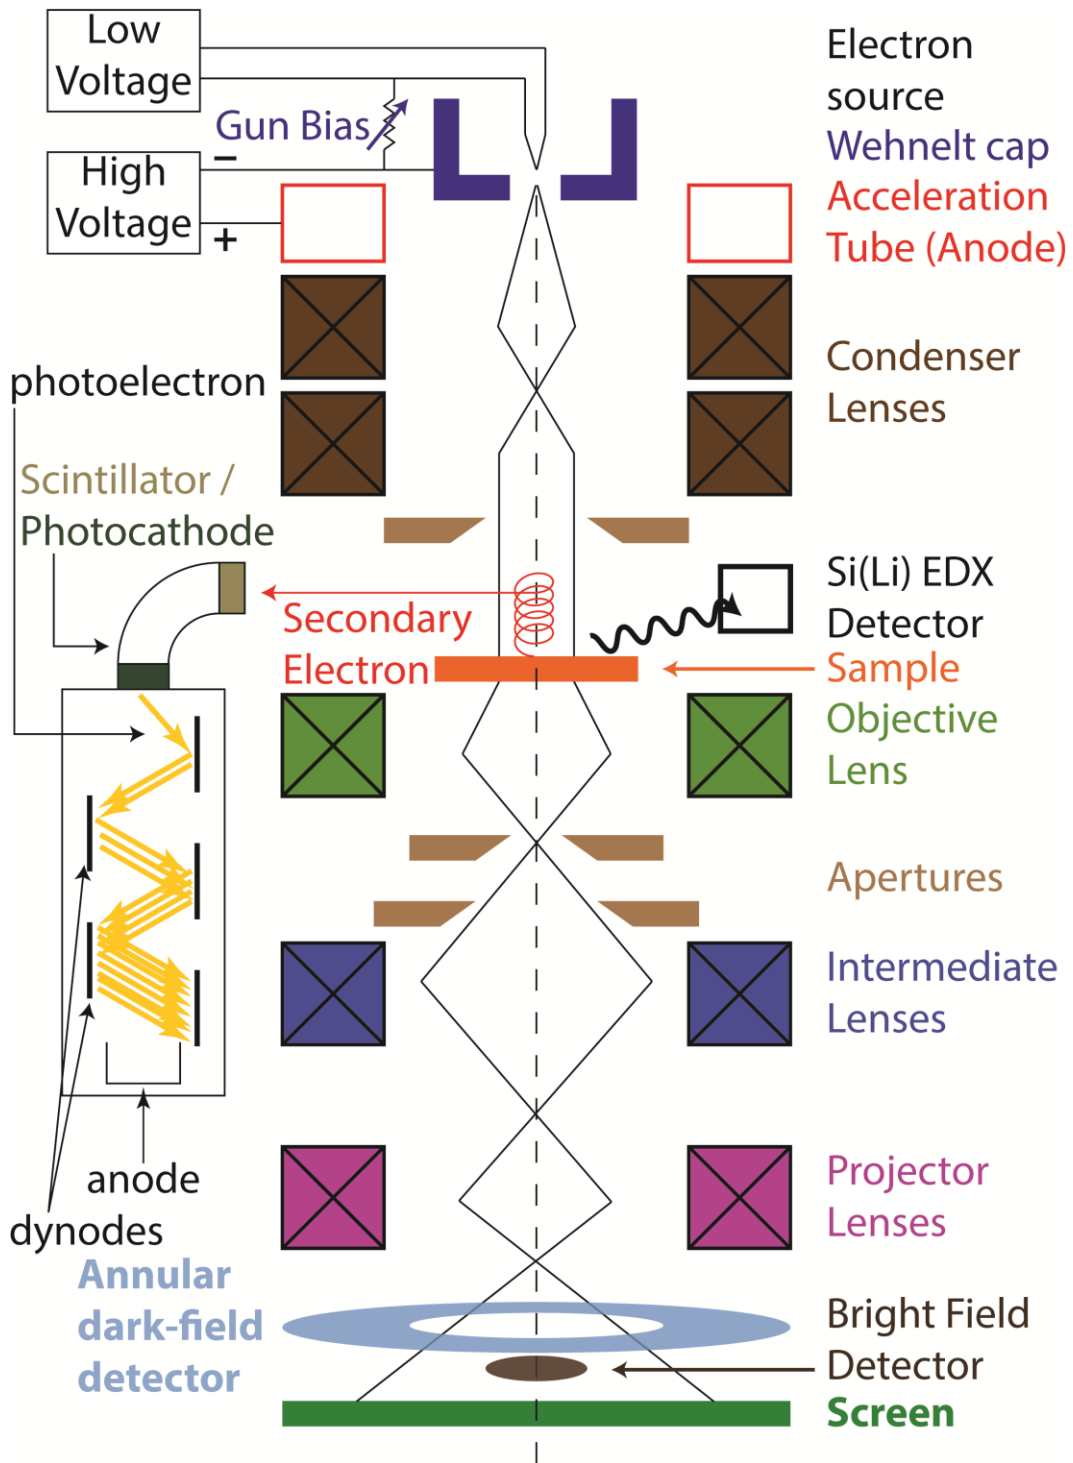 Low
Voltage
Gun Bias
−
High
Voltage
+
Electron
source
Wehnelt cap
Acceleration
Tube (Anode)
Condenser
Lenses
photoelectron
Scintillator /
Photocathode
Secondary
Electron
Si(Li) EDX
Detector
Sample
Objective
Lens
Apertures
Intermediate
Lenses
anode
dynodes
Projector
Lenses
Annular
dark-field
detector
Bright Field
Detector
Screen